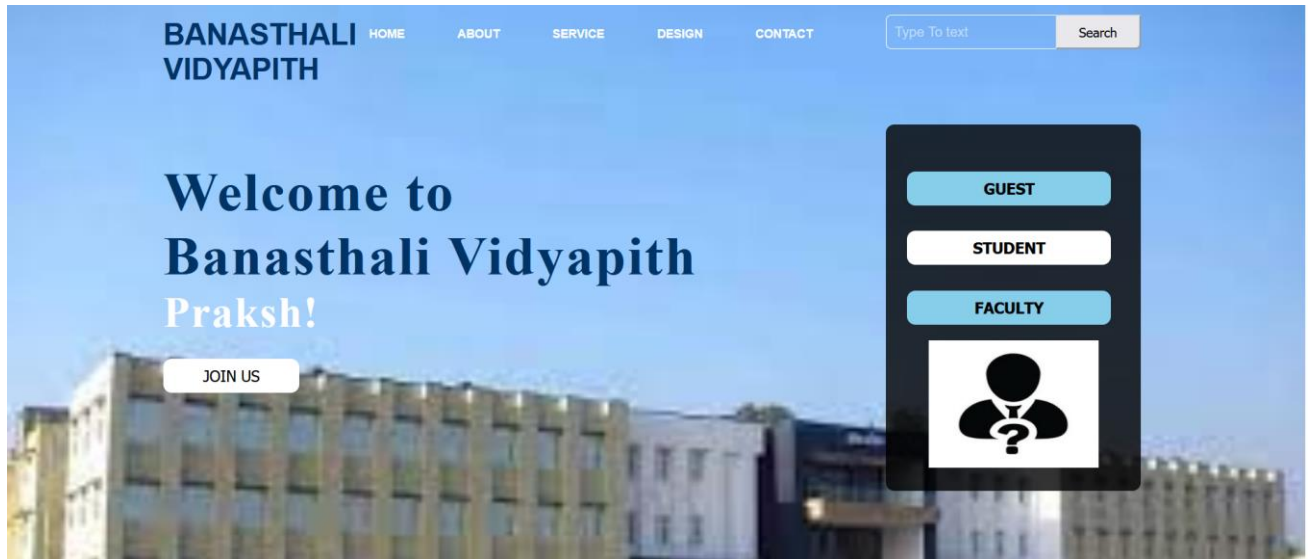 BANASTHALI
VIDYAPITH
HOME ABOUT SERVICE DESIGN CONTACT
Type To text Search
Welcome to
Banasthali Vidyapith
Praksh!
JOIN US
GUEST
STUDENT
FACULTY
?